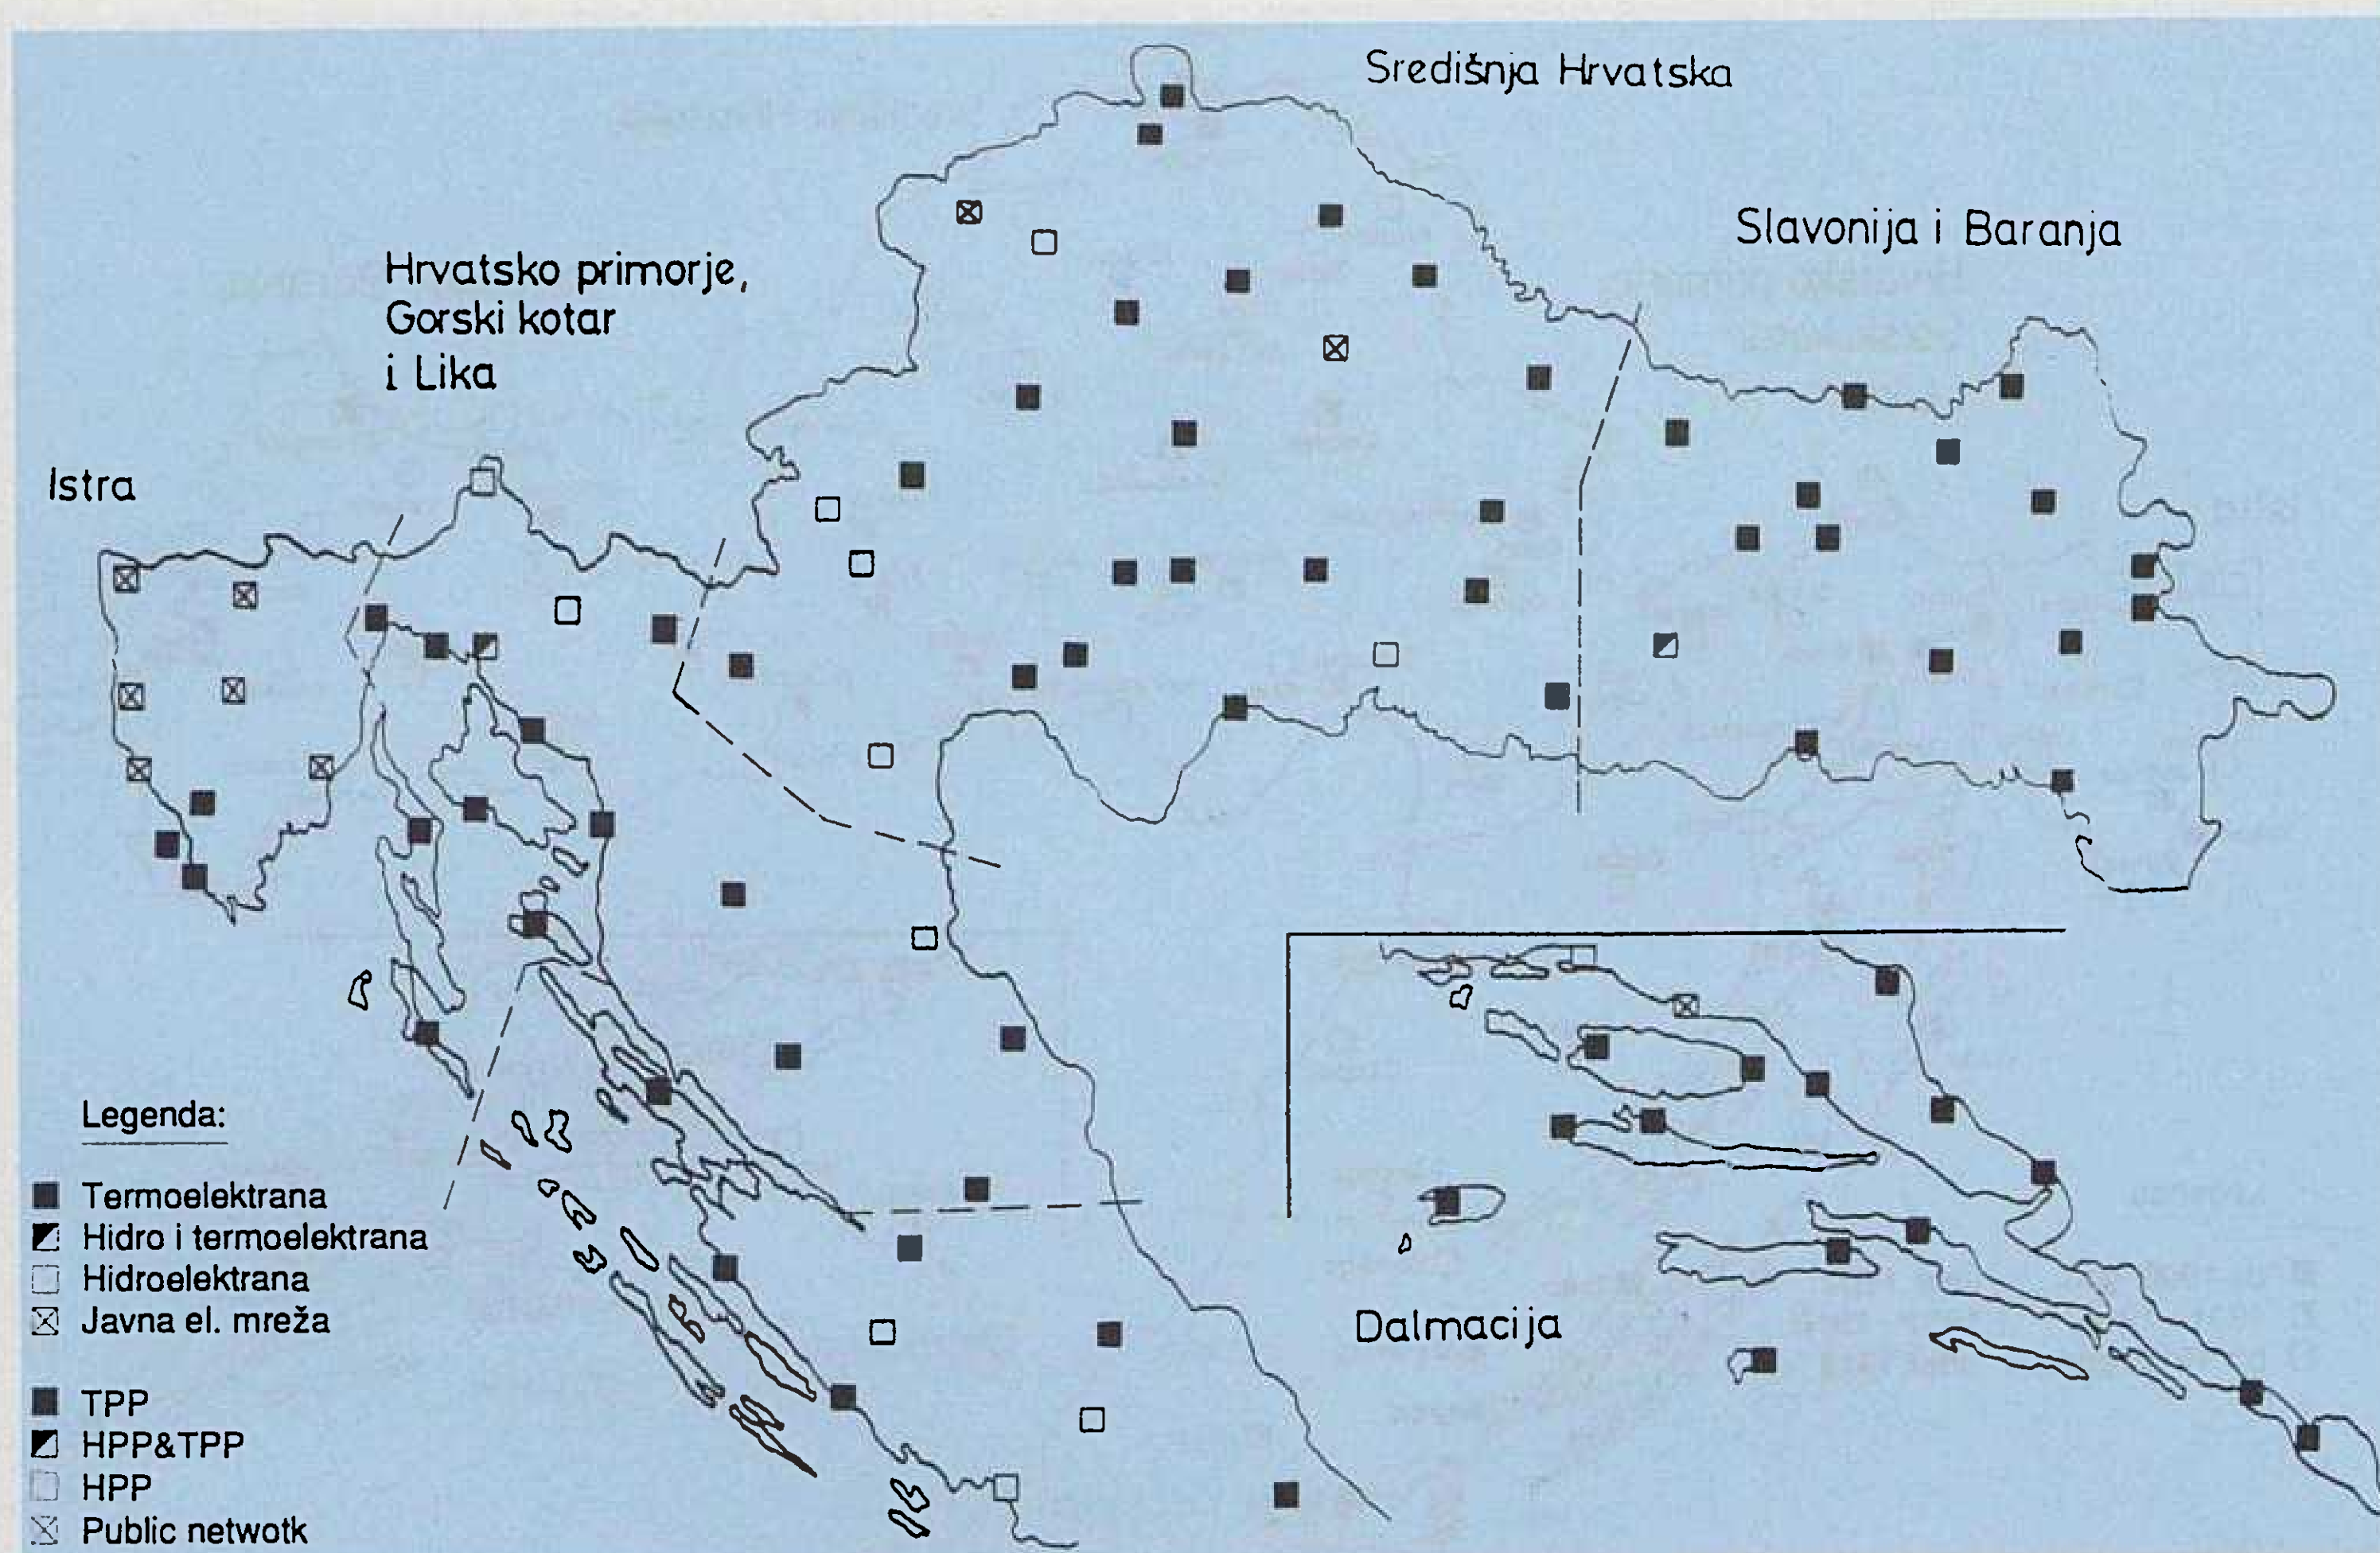 Središnja Hrvatska
Slavonija i Baranja
Hrvatsko primorje,
Gorski kotar
i Lika
Istra
Dalmacija
Legenda:
Termoelektrana
Hidro i termoelektrana
Hidroelektrana
Javna el. mreža
TPP
HPP&TPP
HPP
Public netwotk